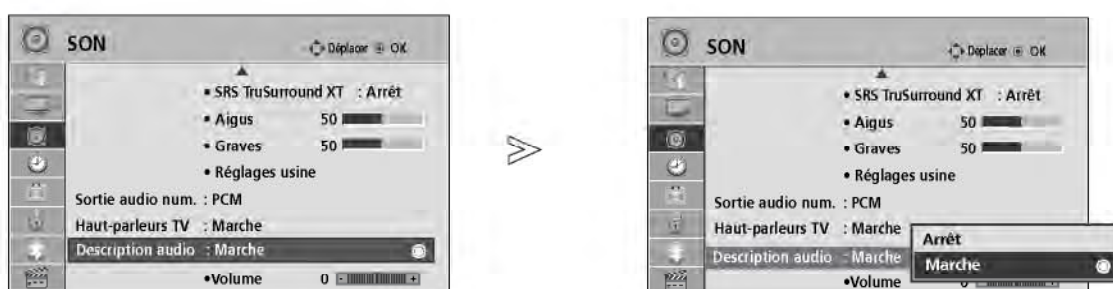 SON
Déplacer OK
• SRS TruSurround XT : Arrêt
• Aigus 50
• Graves 50
• Réglages usine
Sortie audio num. : PCM
Haut-parleurs TV : Marche
Description audio : Marche
•Volume 0 - +
SON
Déplacer OK
• SRS TruSurround XT : Arrêt
• Aigus 50
• Graves 50
• Réglages usine
Sortie audio num. : PCM
Haut-parleurs TV : Marche
Arrêt
Description audio : Marche
Marche
•Volume 0 - +